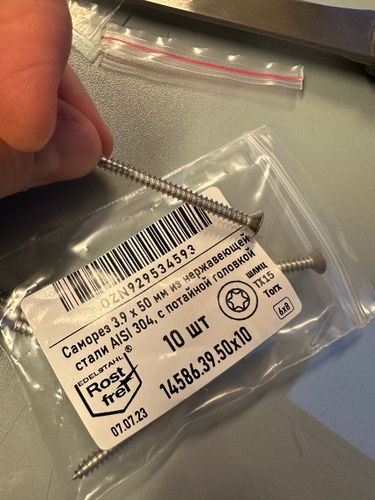 OZN929534593
Саморез 3,9 х 50 мм из нержавеющей
стали AISI 304, с потайной головкой
EDELSTAHL
Rost
frei
10 шт
шлиц
TX15
Torx
6x8
07.07.23
14586.39.50x10